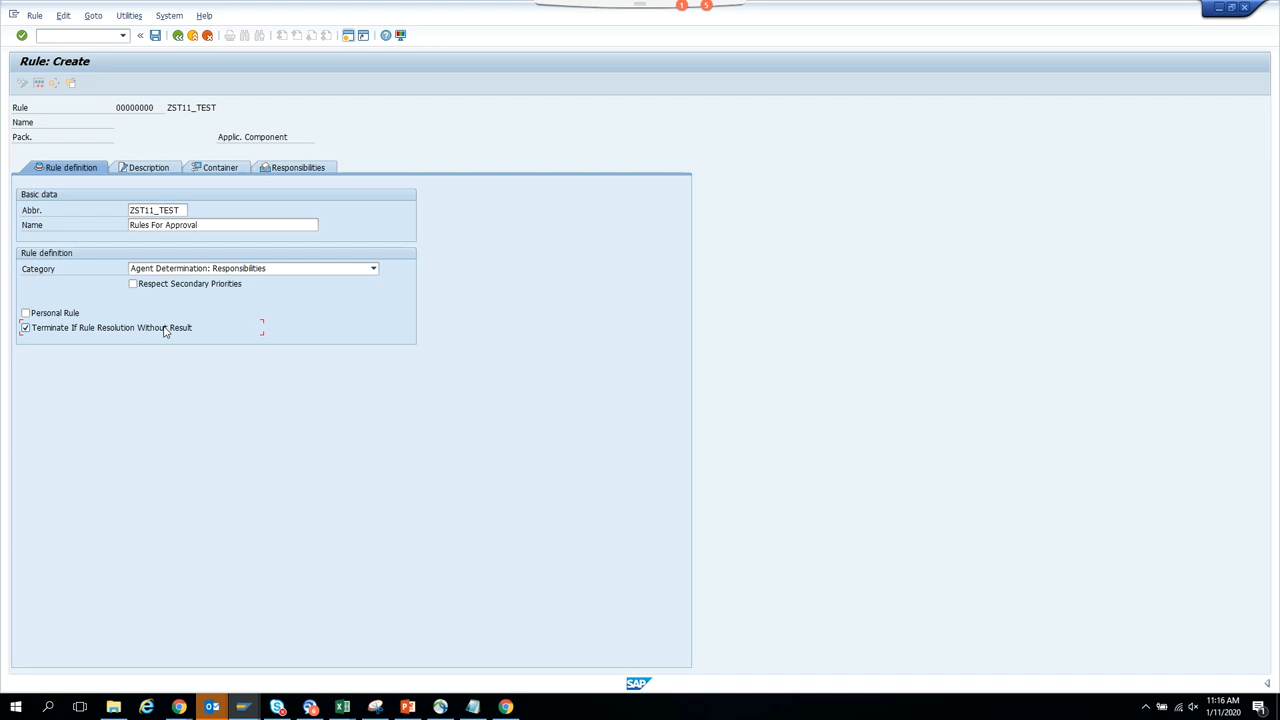 1 5
Rule Edit Goto Utilities System Help
Rule: Create
Rule 00000000 ZST11_TEST
Name
Pack. Applic. Component
Rule definition Description Container Responsibilities
Basic data
Abbr. ZST11_TEST
Name Rules For Approval
Rule definition
Category Agent Determination: Responsibilities
Respect Secondary Priorities
Personal Rule
Terminate If Rule Resolution Without Result
SAP
11:16 AM
1/11/2020